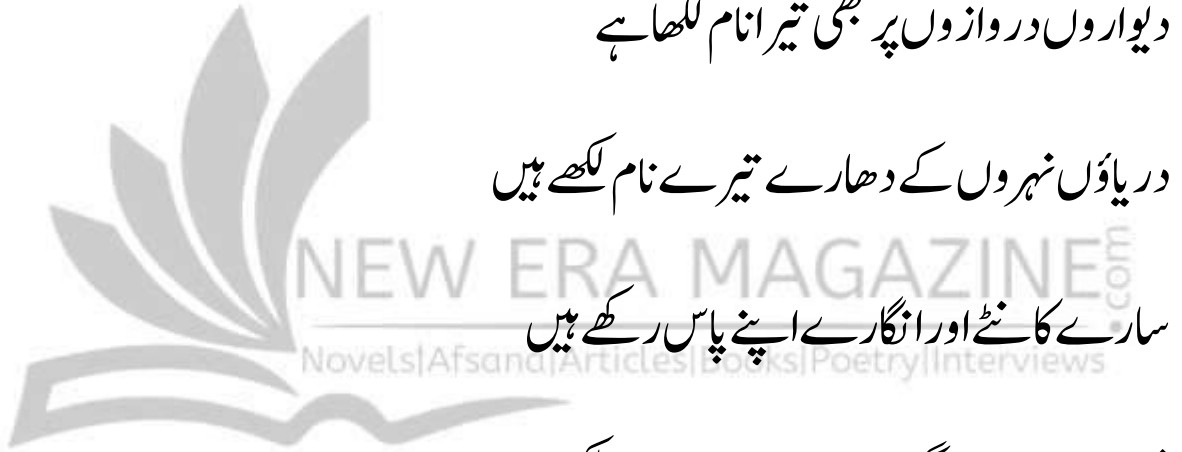 دیواروں دروازوں پر بھی تیرا نام لکھا ہے
دریاؤں نہروں کے دھارے تیرے نام لکھے ہیں
NEW ERA MAGAZINE.com
سارے کانٹے اور انگارے اپنے پاس رکھے ہیں
Novels|Afsana|Articles|Books|Poetry|Interviews